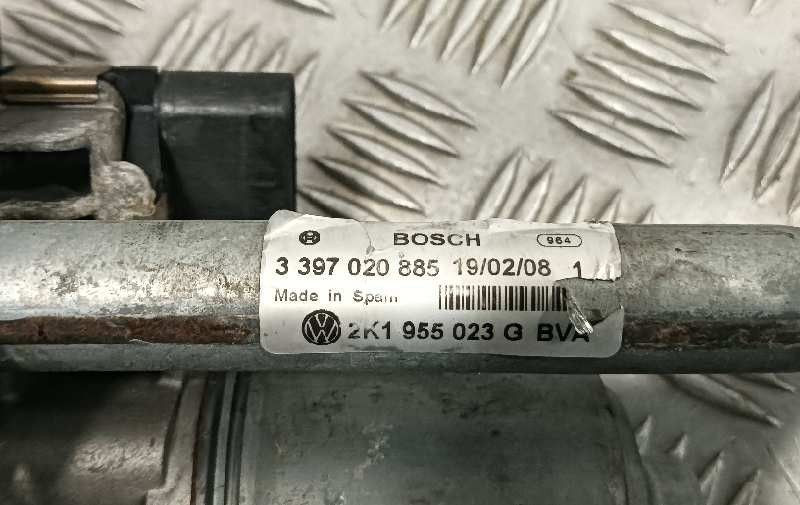 BOSCH 964
3 397 020 885 19/02/08 1
Made in Spain
2K1 955 023 G BVA